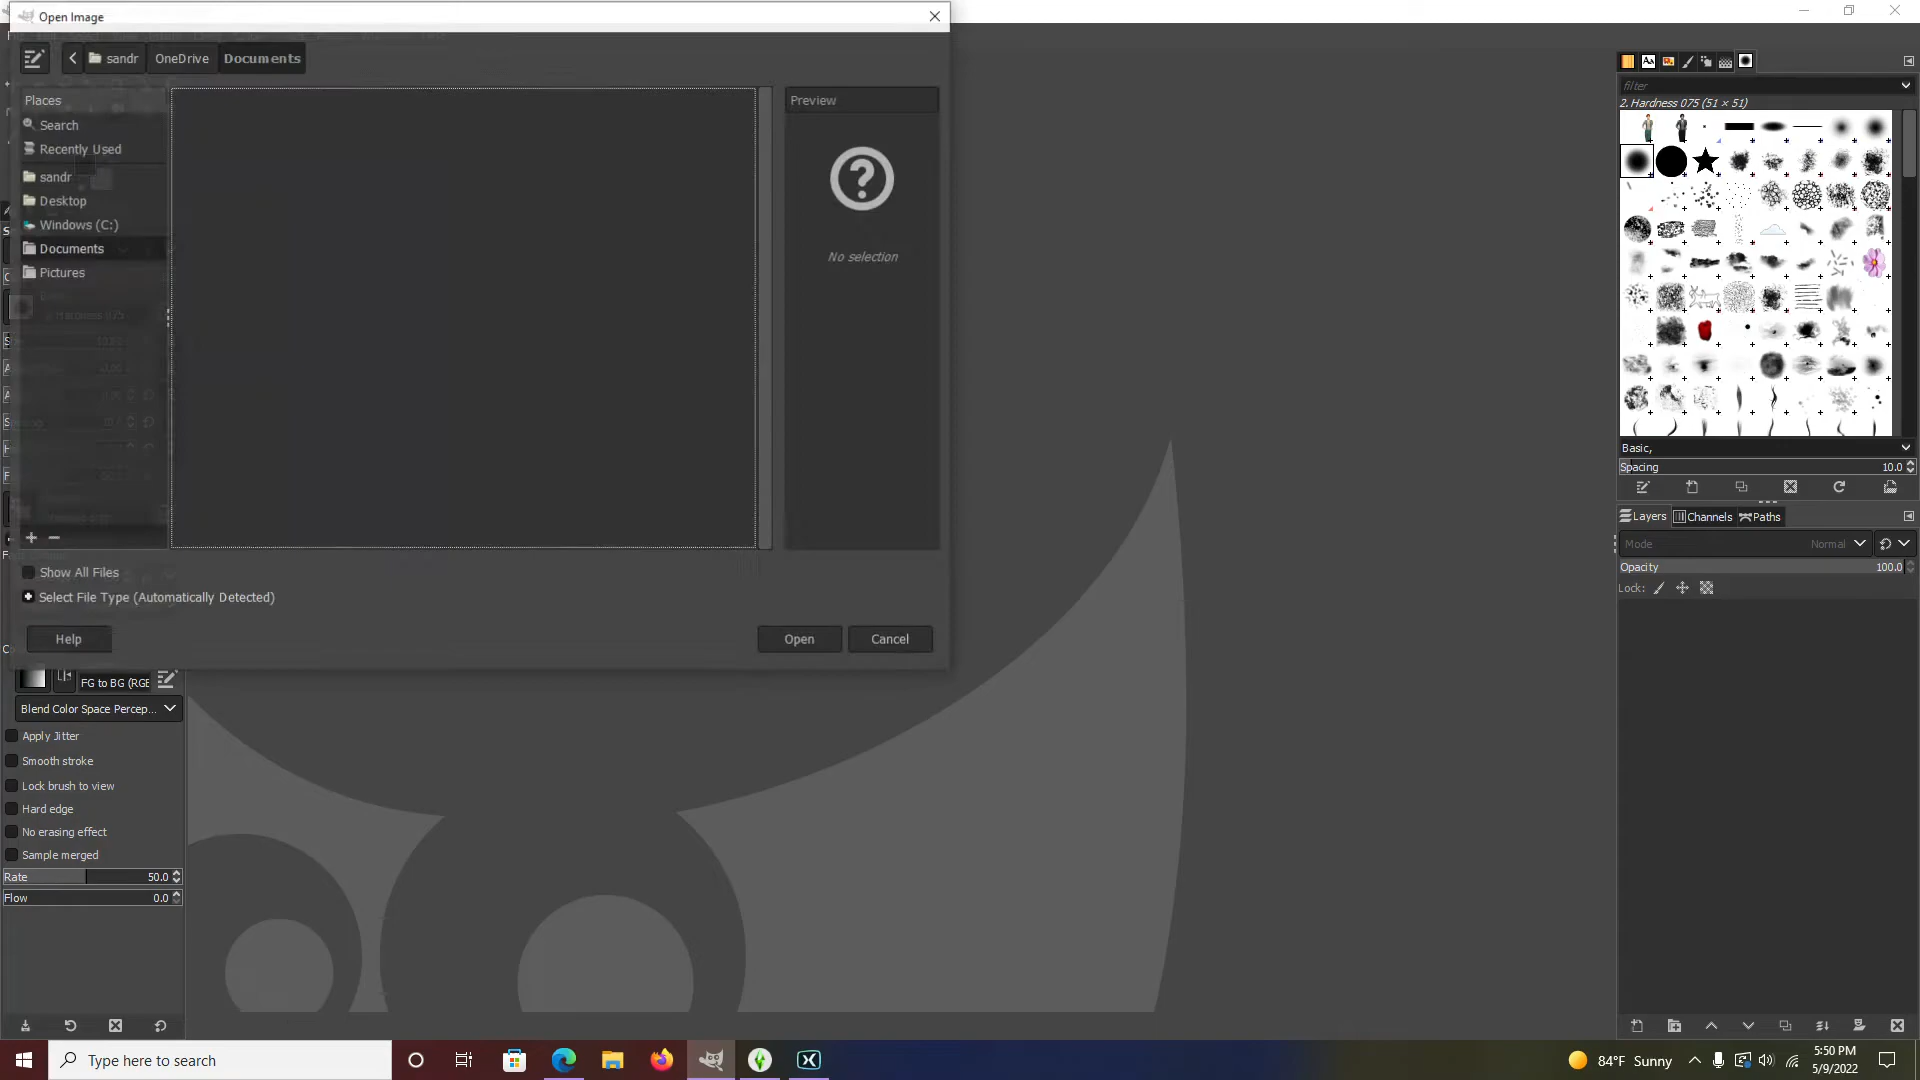 Open Image
sandr
OneDrive
Documents
Places
Search
Recently Used
sandr
Desktop
Windows (C:)
Documents
Pictures
Hardness 075
Preview
No selection
Show All Files
Select File Type (Automatically Detected)
Help
Open
Cancel
FG to BG (RGB
Blend Color Space Percep...
Apply Jitter
Smooth stroke
Lock brush to view
Hard edge
No erasing effect
Sample merged
Rate 50.0
Flow 0.0
filter
2. Hardness 075 (51 × 51)
Basic,
Spacing 10.0
Layers Channels Paths
Mode Normal
Opacity 100.0
Lock:
Type here to search
84°F Sunny
5:50 PM
5/9/2022